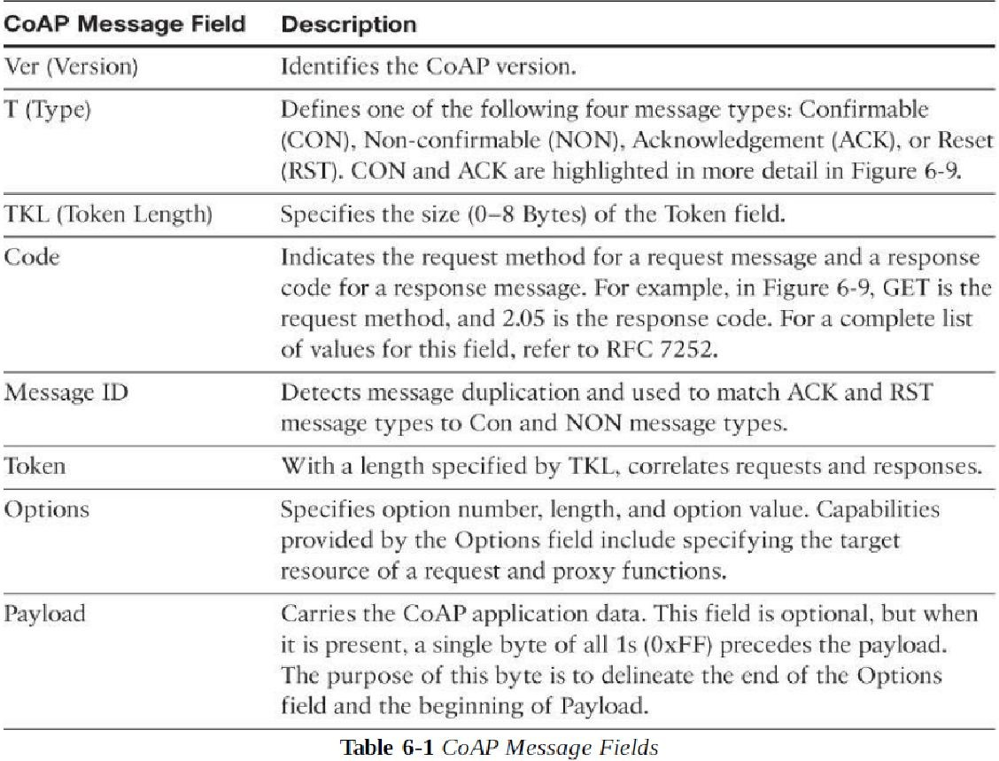 CoAP Message Field Description
Ver (Version) Identifies the CoAP version.
T (Type) Defines one of the following four message types: Confirmable
(CON), Non-confirmable (NON), Acknowledgement (ACK), or Reset
(RST). CON and ACK are highlighted in more detail in Figure 6-9.
TKL (Token Length) Specifies the size (0–8 Bytes) of the Token field.
Code Indicates the request method for a request message and a response
code for a response message. For example, in Figure 6-9, GET is the
request method, and 2.05 is the response code. For a complete list
of values for this field, refer to RFC 7252.
Message ID Detects message duplication and used to match ACK and RST
message types to Con and NON message types.
Token With a length specified by TKL, correlates requests and responses.
Options Specifies option number, length, and option value. Capabilities
provided by the Options field include specifying the target
resource of a request and proxy functions.
Payload Carries the CoAP application data. This field is optional, but when
it is present, a single byte of all 1s (0xFF) precedes the payload.
The purpose of this byte is to delineate the end of the Options
field and the beginning of Payload.
Table 6-1 CoAP Message Fields